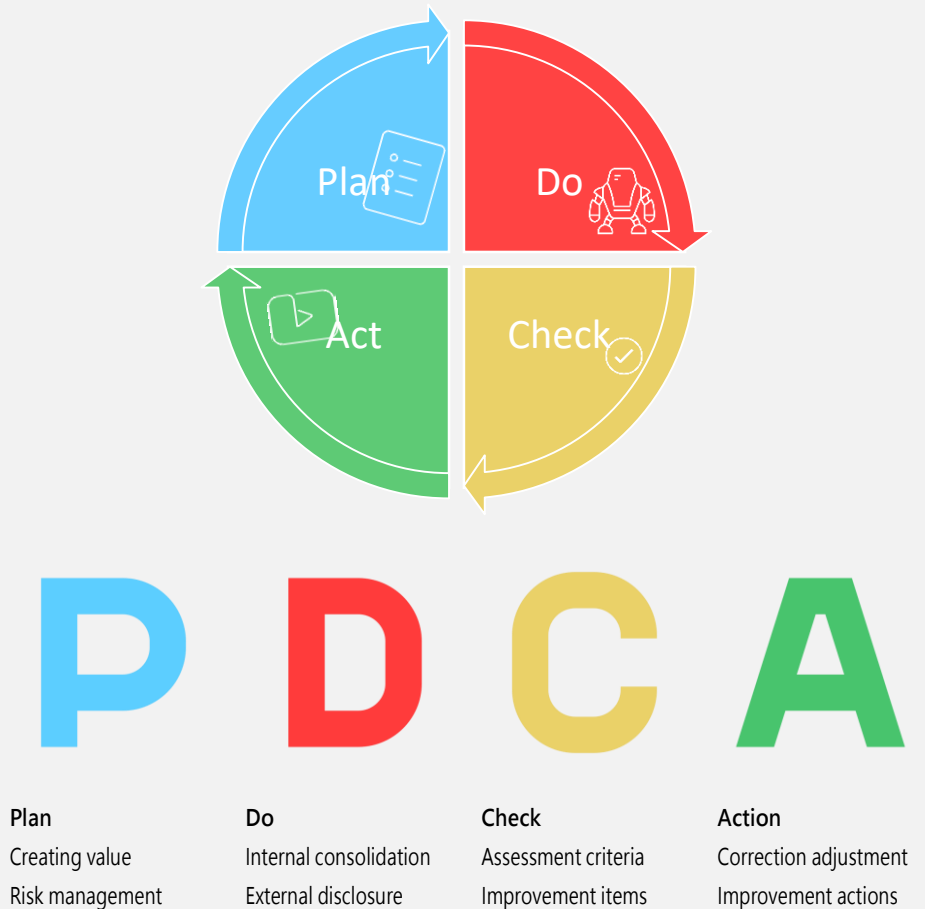 Plan
Do
Act
Check
P D C A
Plan
Creating value
Risk management
Do
Internal consolidation
External disclosure
Check
Assessment criteria
Improvement items
Action
Correction adjustment
Improvement actions